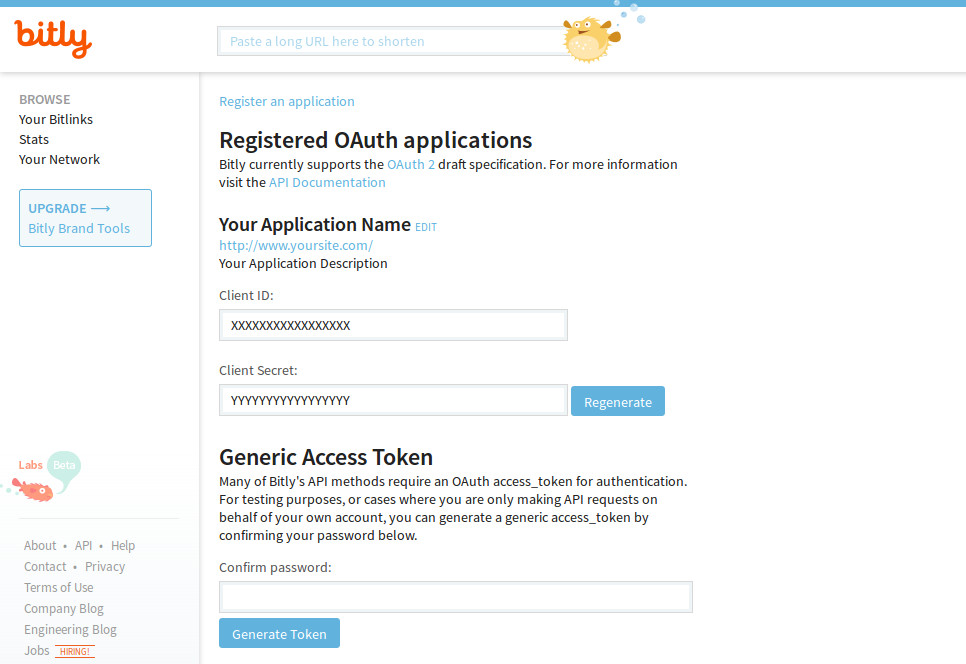 bitly
Paste a long URL here to shorten
BROWSE
Your Bitlinks
Stats
Your Network
UPGRADE ⟶
Bitly Brand Tools
Labs Beta
About • API • Help
Contact • Privacy
Terms of Use
Company Blog
Engineering Blog
Jobs HIRING!
Register an application
Registered OAuth applications
Bitly currently supports the OAuth 2 draft specification. For more information
visit the API Documentation
Your Application Name EDIT
http://www.yoursite.com/
Your Application Description
Client ID:
XXXXXXXXXXXXXXXXX
Client Secret:
YYYYYYYYYYYYYYYYY
Regenerate
Generic Access Token
Many of Bitly's API methods require an OAuth access_token for authentication.
For testing purposes, or cases where you are only making API requests on
behalf of your own account, you can generate a generic access_token by
confirming your password below.
Confirm password:
Generate Token